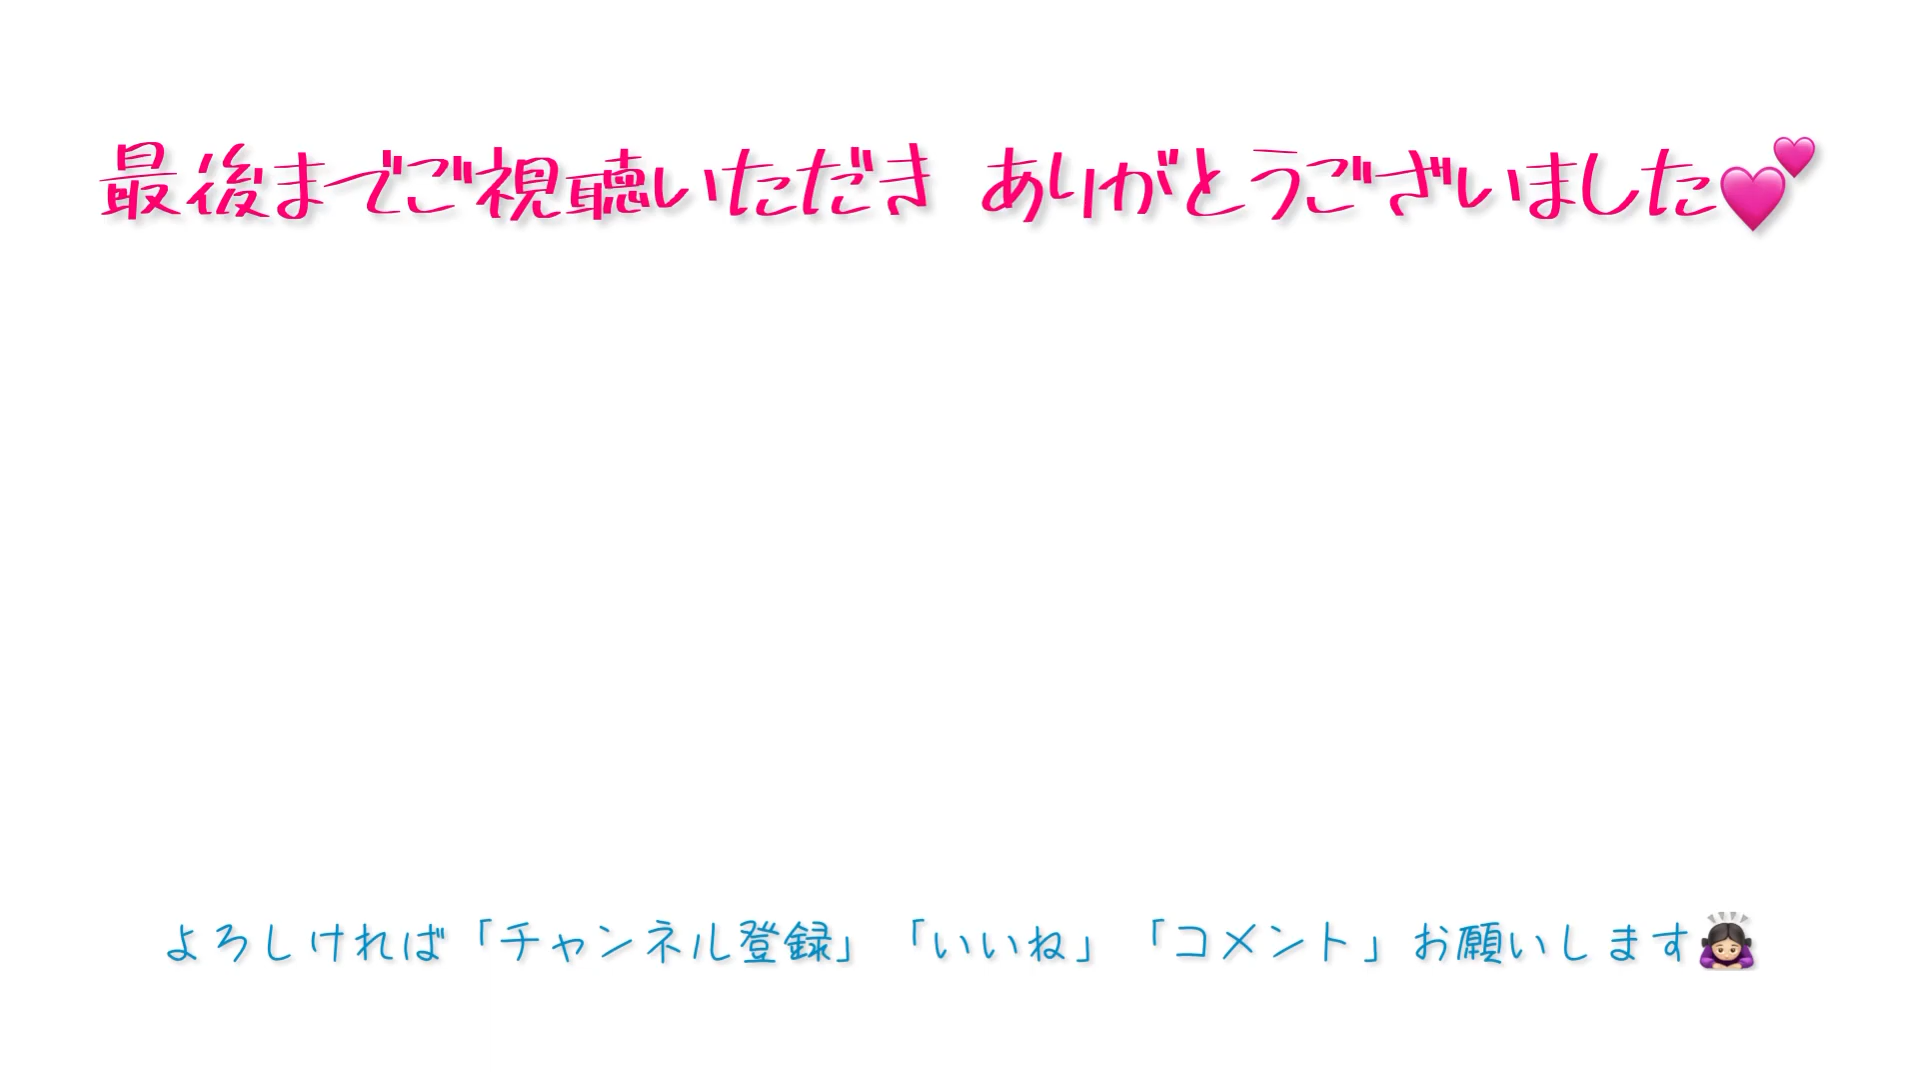 最後までご視聴いただき ありがとうございました💕
よろしければ「チャンネル登録」「いいね」「コメント」お願いします🙇🏻‍♀️